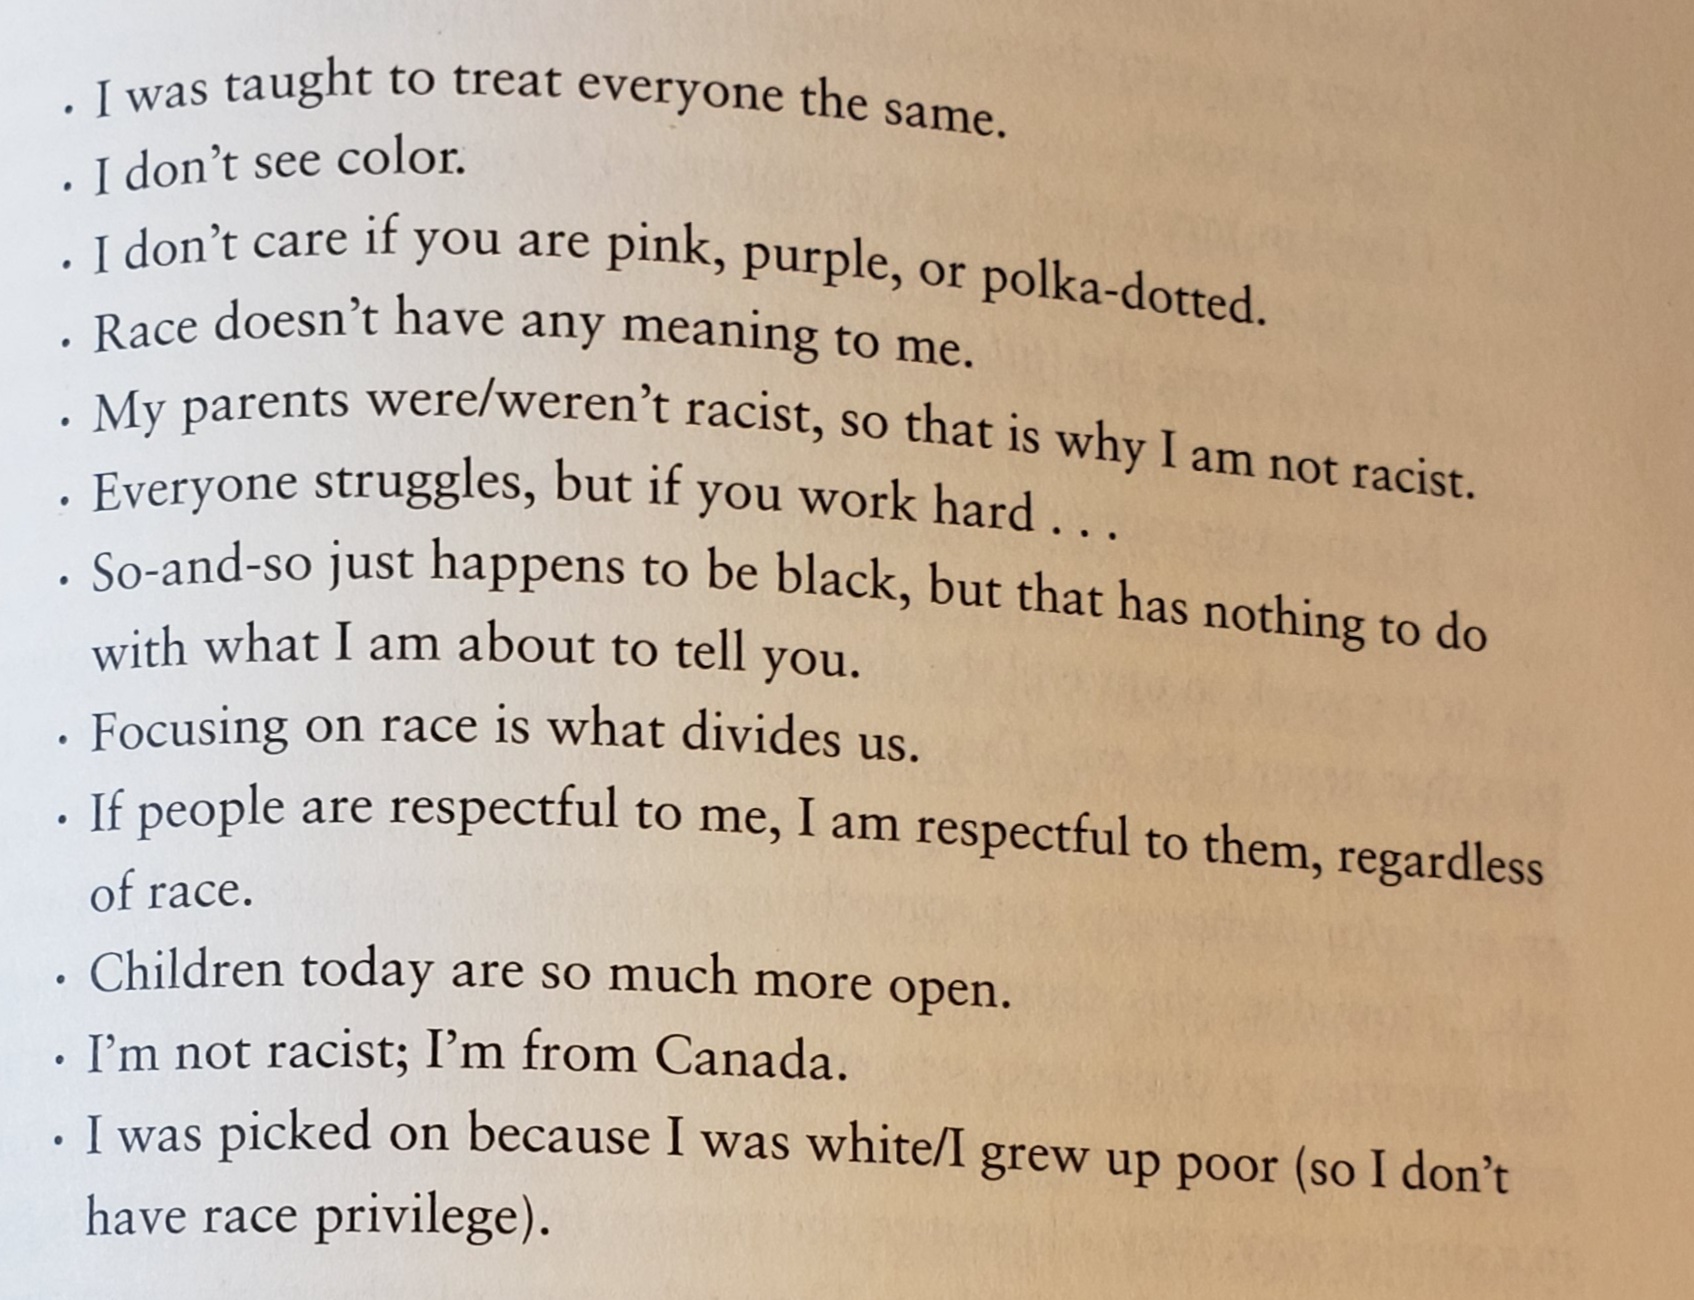 . I was taught to treat everyone the same.
. I don't see color.
. I don't care if you are pink, purple, or polka-dotted.
. Race doesn't have any meaning to me.
. My parents were/weren't racist, so that is why I am not racist.
. Everyone struggles, but if you work hard . . .
. So-and-so just happens to be black, but that has nothing to do
with what I am about to tell you.
. Focusing on race is what divides us.
. If people are respectful to me, I am respectful to them, regardless
of race.
. Children today are so much more open.
. I'm not racist; I'm from Canada.
. I was picked on because I was white/I grew up poor (so I don't
have race privilege).